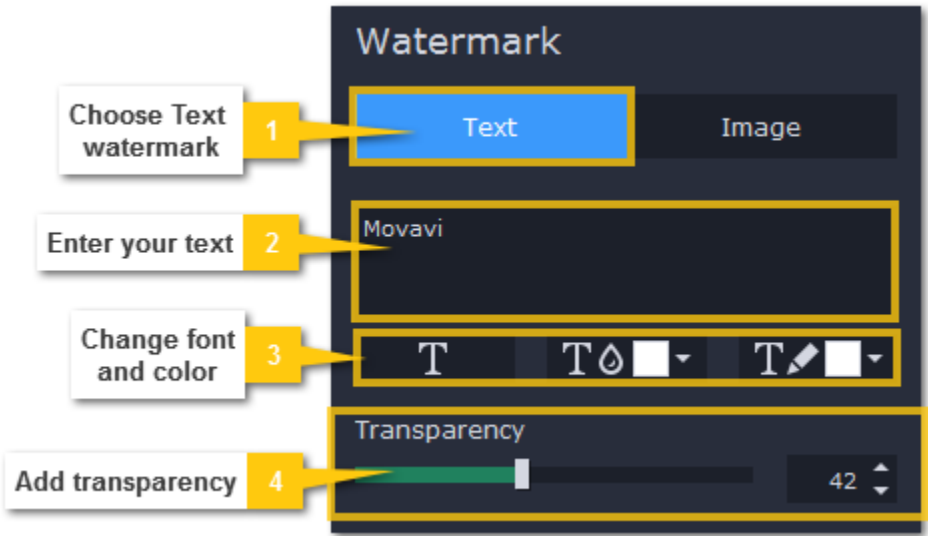 Watermark
Choose Text
watermark
1
Text
Image
Enter your text
2
Movavi
Change font
and color
3
T
T
T
Transparency
Add transparency
4
42